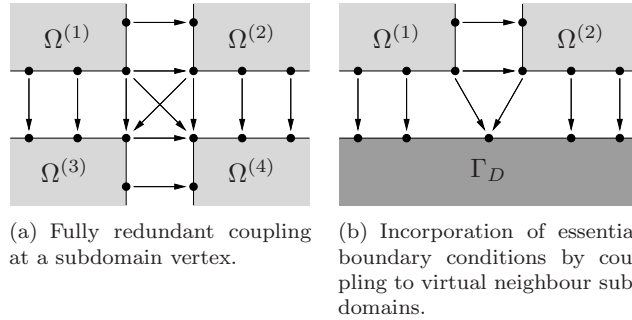 Ω(1) Ω(2) Ω(1) Ω(2)
Ω(3) Ω(4) Γ_D
(a) Fully redundant coupling
at a subdomain vertex.
(b) Incorporation of essentia
boundary conditions by cou-
pling to virtual neighbour sub-
domains.